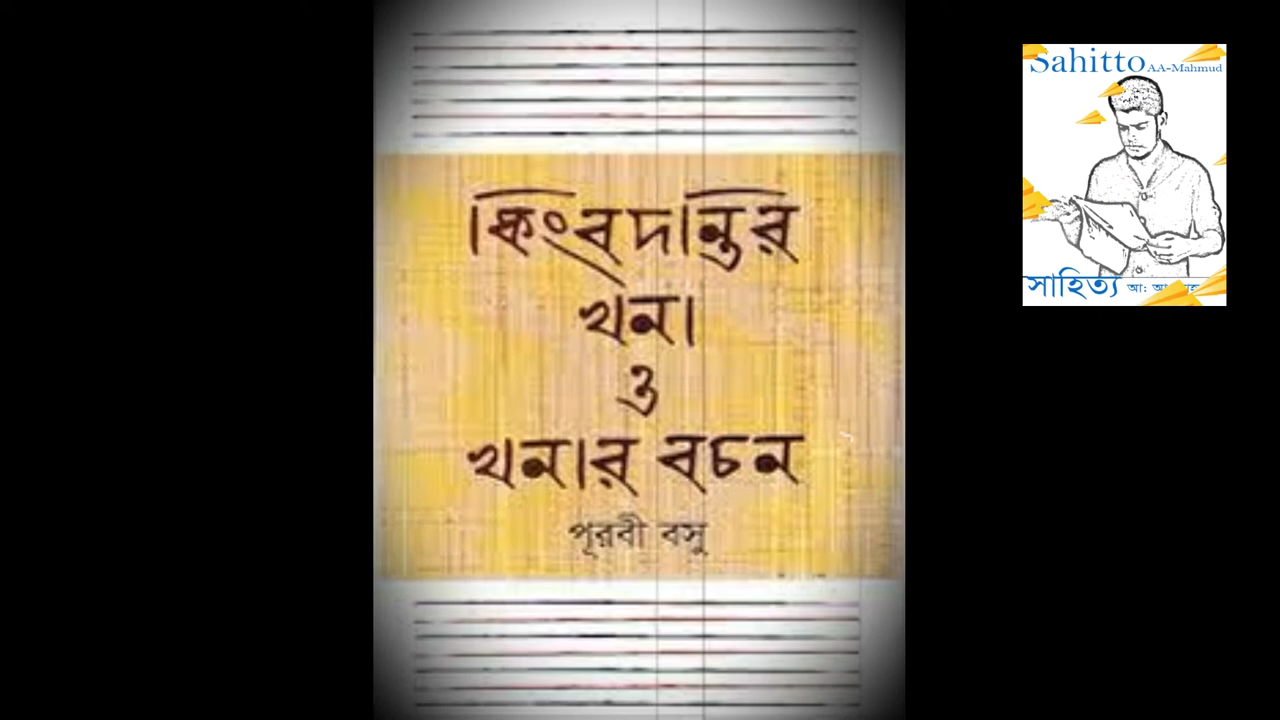 কিংবদন্তির
খনা
ও
খনার বচন
পূরবী বসু
Sahitto AA-Mahmud
সাহিত্য আ: